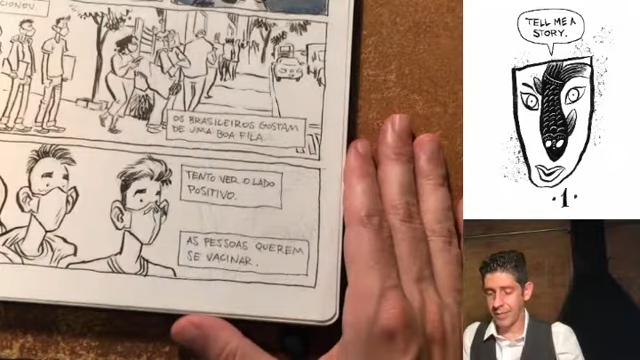 CIONEU.
OS BRASILEIROS GOSTAM
DE UMA BOA FILA.
TENTO VER O LADO
POSITIVO.
AS PESSOAS QUEREM
SE VACINAR.
TELL ME A
STORY.
·1·